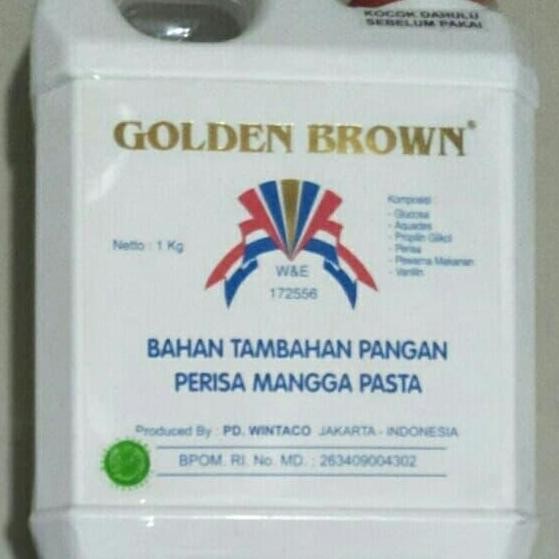 KOCOK DAHULU
SEBELUM PAKAI
GOLDEN BROWN®
Netto : 1 Kg
Komposisi :
- Glucosa
- Aquades
- Propilin Glikol
- Perisa
- Pewarna Makanan
- Vanilin
W&E
172556
BAHAN TAMBAHAN PANGAN
PERISA MANGGA PASTA
Produced By : PD. WINTACO JAKARTA - INDONESIA
BPOM. RI. No. MD. : 263409004302